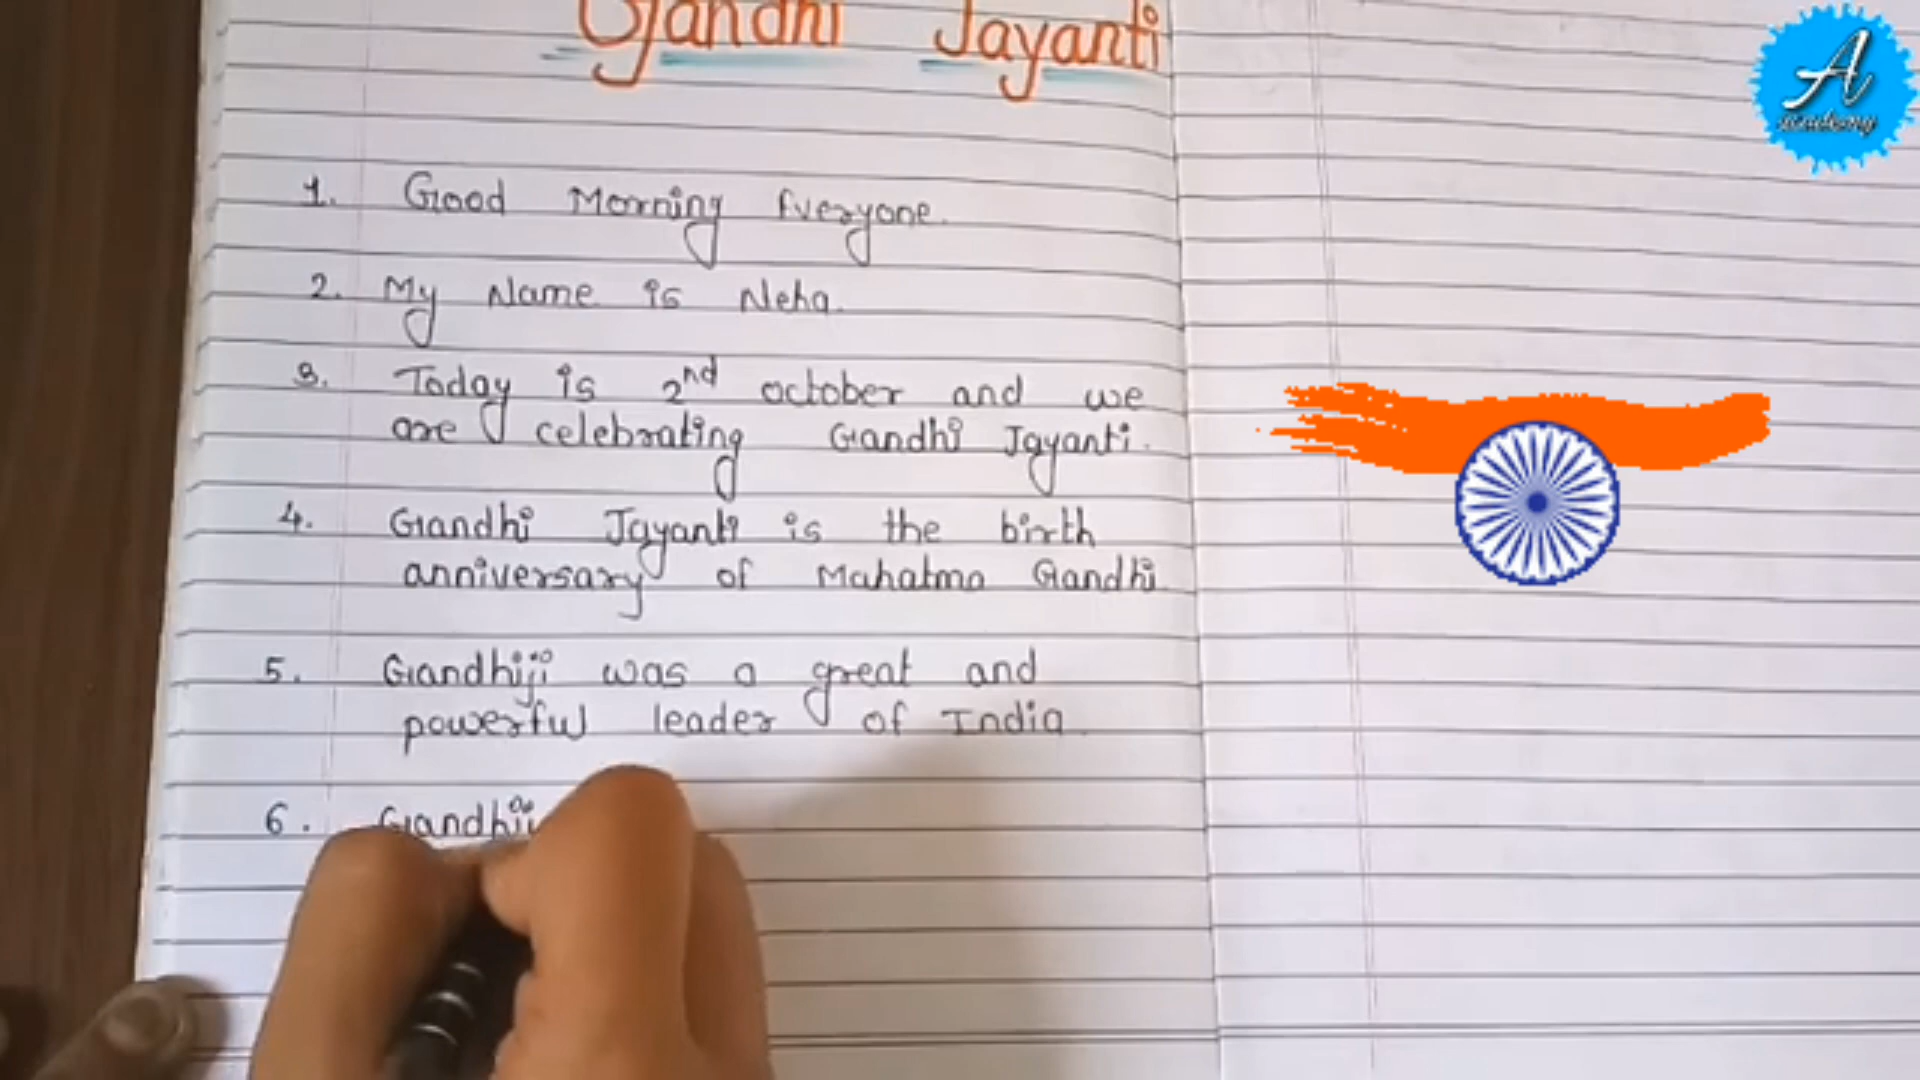 Gandhi Jayanti
A
academy
1. Good Morning Everyone.
2. My Name is Neha.
3. Today is 2nd october and we
are celebrating Gandhi Jayanti.
4. Gandhi Jayanti is the birth
anniversary of Mahatma Gandhi
5. Gandhiji was a great and
powerful leader of India.
6. Gandhij